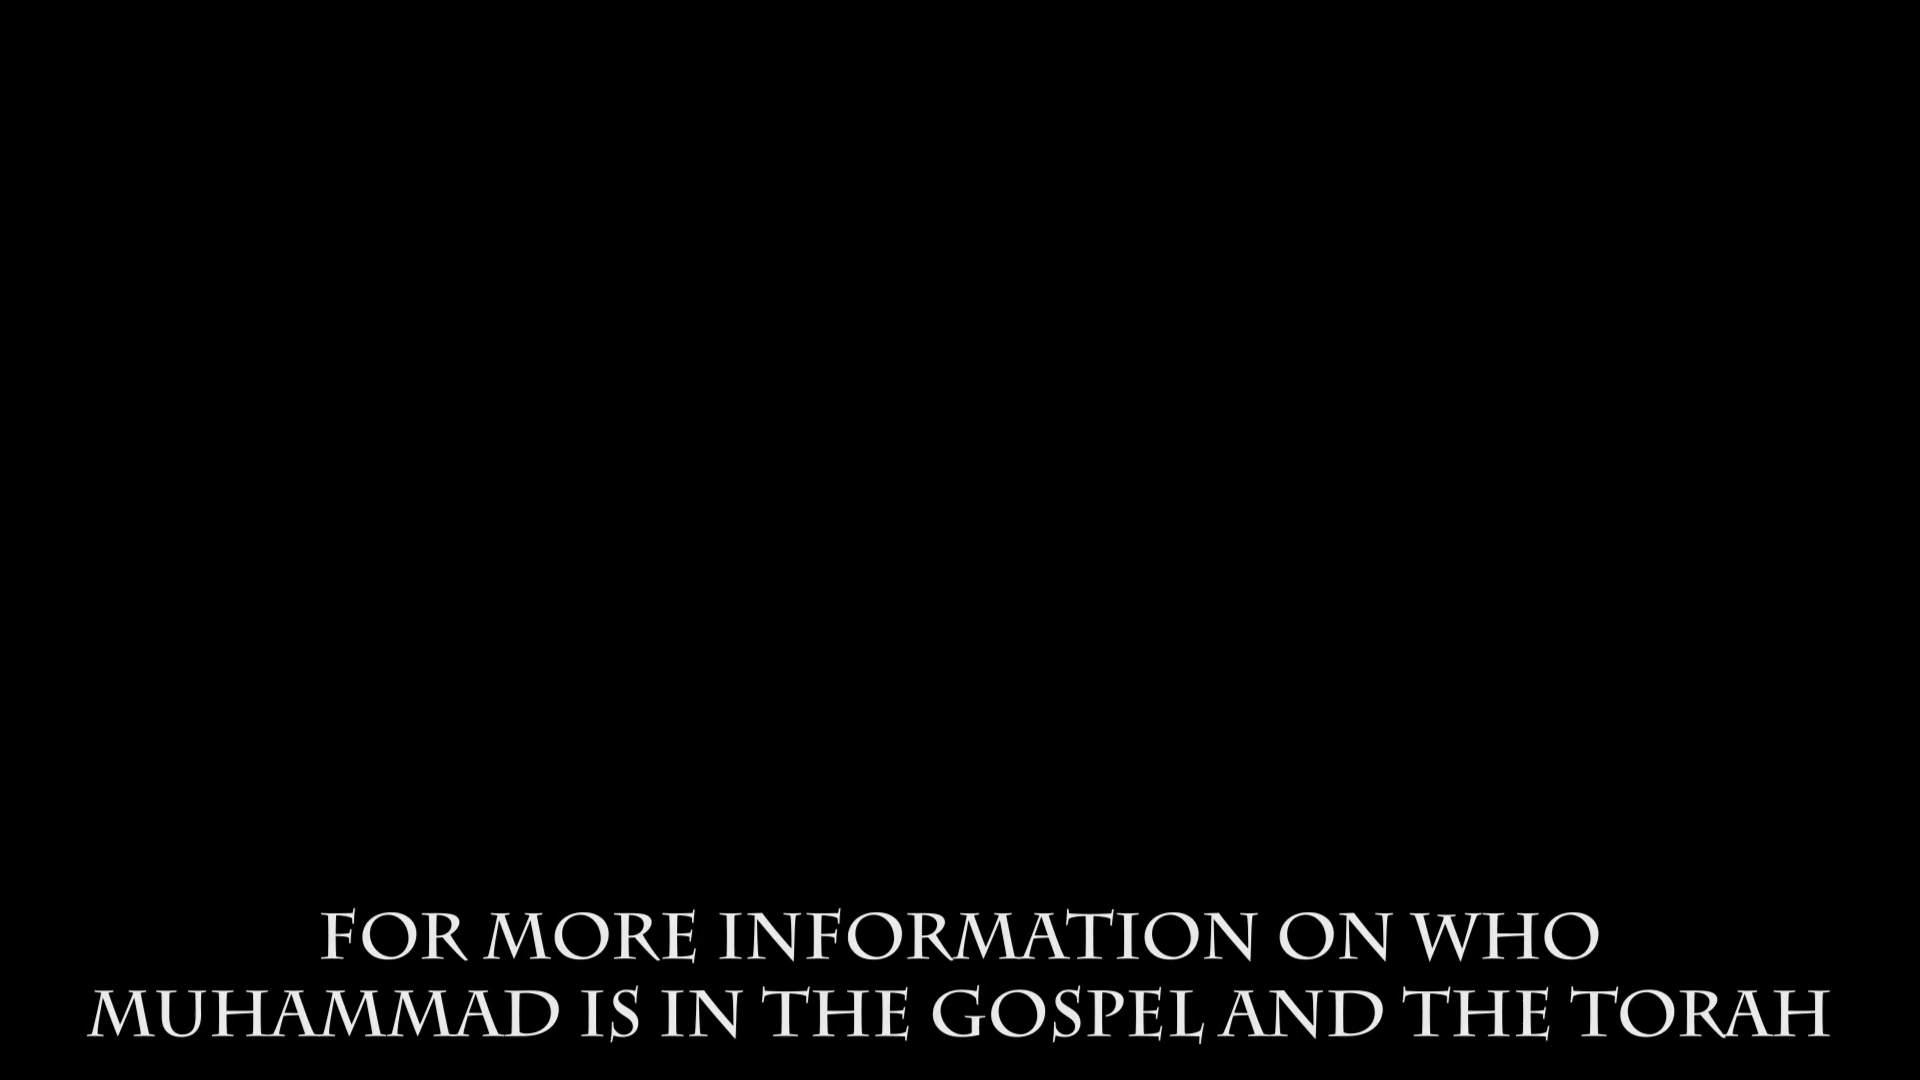 FOR MORE INFORMATION ON WHO
MUHAMMAD IS IN THE GOSPEL AND THE TORAH